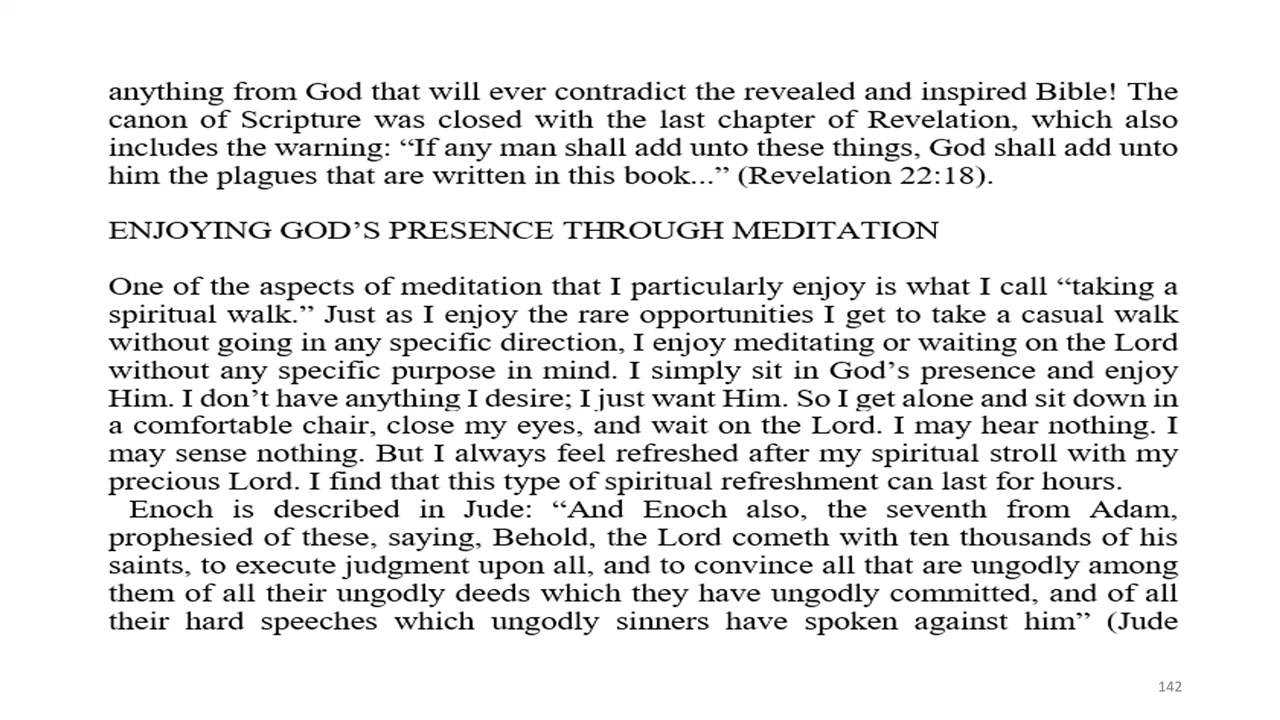 anything from God that will ever contradict the revealed and inspired Bible! The
canon of Scripture was closed with the last chapter of Revelation, which also
includes the warning: “If any man shall add unto these things, God shall add unto
him the plagues that are written in this book...” (Revelation 22:18).
ENJOYING GOD’S PRESENCE THROUGH MEDITATION
One of the aspects of meditation that I particularly enjoy is what I call “taking a
spiritual walk.” Just as I enjoy the rare opportunities I get to take a casual walk
without going in any specific direction, I enjoy meditating or waiting on the Lord
without any specific purpose in mind. I simply sit in God’s presence and enjoy
Him. I don’t have anything I desire; I just want Him. So I get alone and sit down in
a comfortable chair, close my eyes, and wait on the Lord. I may hear nothing. I
may sense nothing. But I always feel refreshed after my spiritual stroll with my
precious Lord. I find that this type of spiritual refreshment can last for hours.
Enoch is described in Jude: “And Enoch also, the seventh from Adam,
prophesied of these, saying, Behold, the Lord cometh with ten thousands of his
saints, to execute judgment upon all, and to convince all that are ungodly among
them of all their ungodly deeds which they have ungodly committed, and of all
their hard speeches which ungodly sinners have spoken against him” (Jude
142